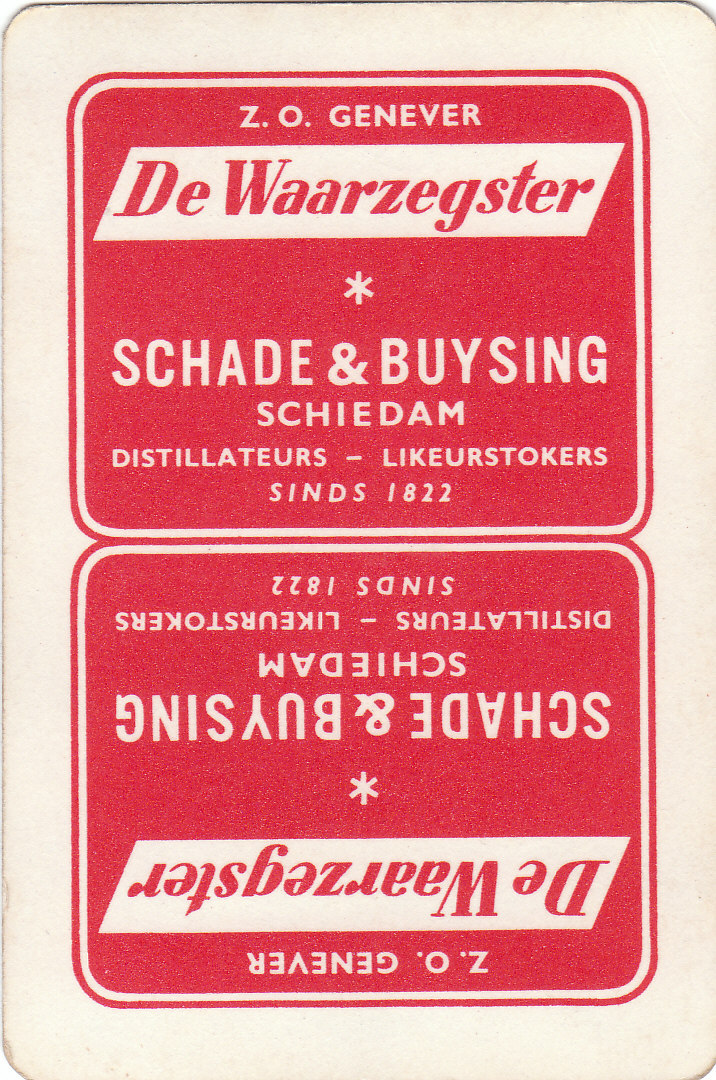 Z. O. GENEVER
De Waarzegster
*
SCHADE & BUYSING
SCHIEDAM
DISTILLATEURS – LIKEURSTOKERS
SINDS 1822
SINDS 1822
DISTILLATEURS – LIKEURSTOKERS
SCHIEDAM
SCHADE & BUYSING
*
De Waarzegster
Z. O. GENEVER